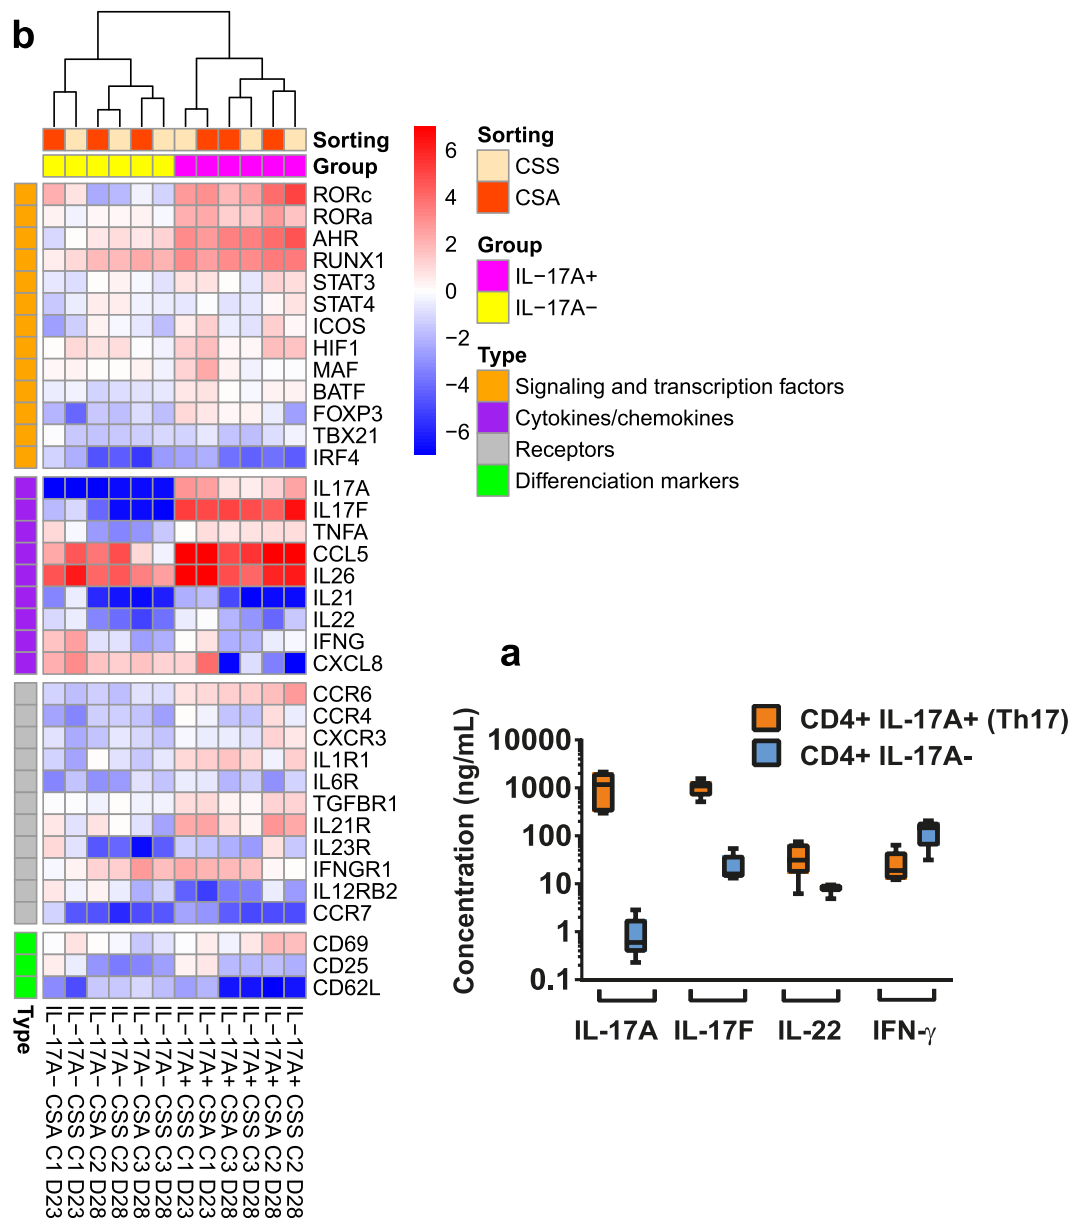 b
Sorting
Group
RORc
RORa
AHR
RUNX1
STAT3
STAT4
ICOS
HIF1
MAF
BATF
FOXP3
TBX21
IRF4
IL17A
IL17F
TNFA
CCL5
IL26
IL21
IL22
IFNG
CXCL8
CCR6
CCR4
CXCR3
IL1R1
IL6R
TGFBR1
IL21R
IL23R
IFNGR1
IL12RB2
CCR7
CD69
CD25
CD62L
Type
IL−17A− CSA C1 D23
IL−17A− CSS C1 D23
IL−17A− CSA C2 D28
IL−17A− CSS C2 D28
IL−17A− CSA C3 D28
IL−17A− CSS C3 D28
IL−17A+ CSS C1 D23
IL−17A+ CSA C1 D23
IL−17A+ CSA C3 D28
IL−17A+ CSS C3 D28
IL−17A+ CSA C2 D28
IL−17A+ CSS C2 D28
6
4
2
0
−2
−4
−6
Sorting
CSS
CSA
Group
IL−17A+
IL−17A−
Type
Signaling and transcription factors
Cytokines/chemokines
Receptors
Differenciation markers
a
CD4+ IL-17A+ (Th17)
CD4+ IL-17A-
Concentration (ng/mL)
10000
1000
100
10
1
0.1
IL-17A IL-17F IL-22 IFN-γ